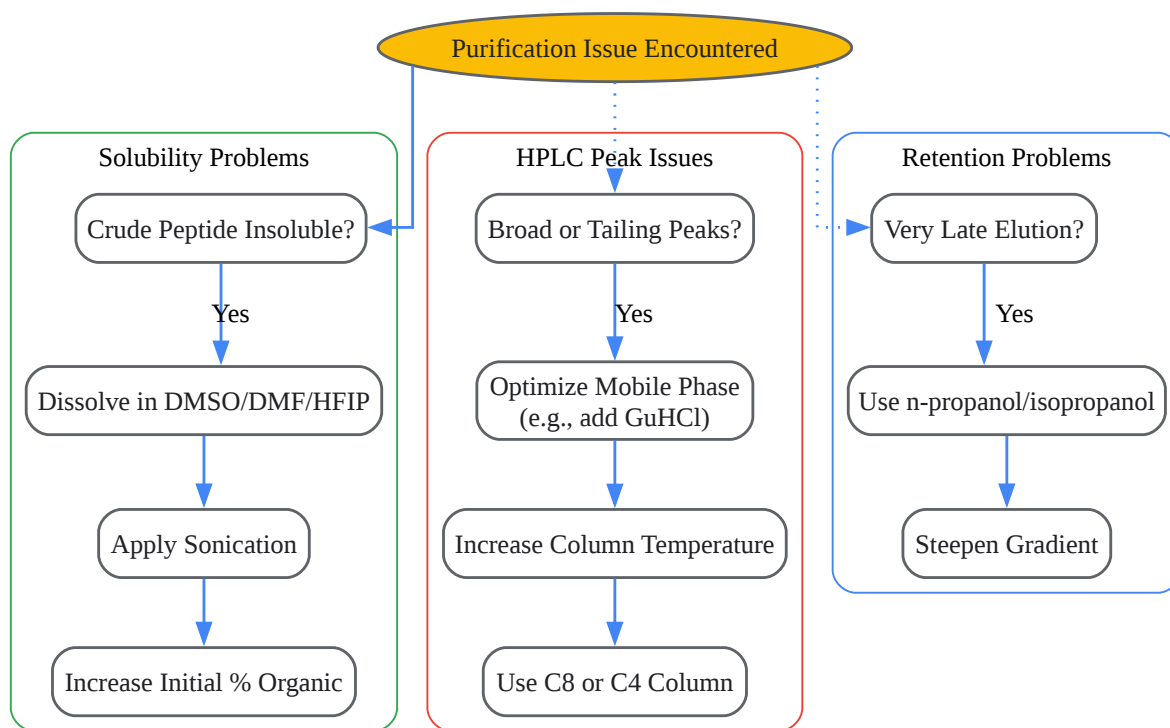 Purification Issue Encountered
Solubility Problems
Crude Peptide Insoluble?
Yes
Dissolve in DMSO/DMF/HFIP
Apply Sonication
Increase Initial % Organic
HPLC Peak Issues
Broad or Tailing Peaks?
Yes
Optimize Mobile Phase
(e.g., add GuHCl)
Increase Column Temperature
Use C8 or C4 Column
Retention Problems
Very Late Elution?
Yes
Use n-propanol/isopropanol
Steepen Gradient